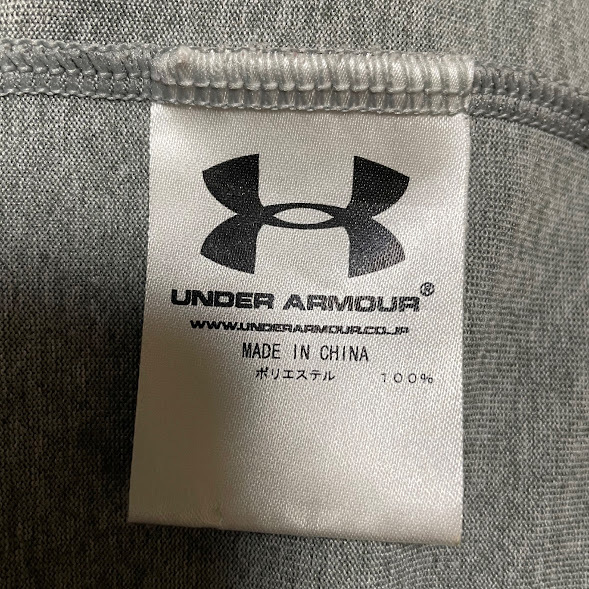 UNDER ARMOUR®
WWW.UNDERARMOUR.CO.JP
MADE IN CHINA
ポリエステル 100%